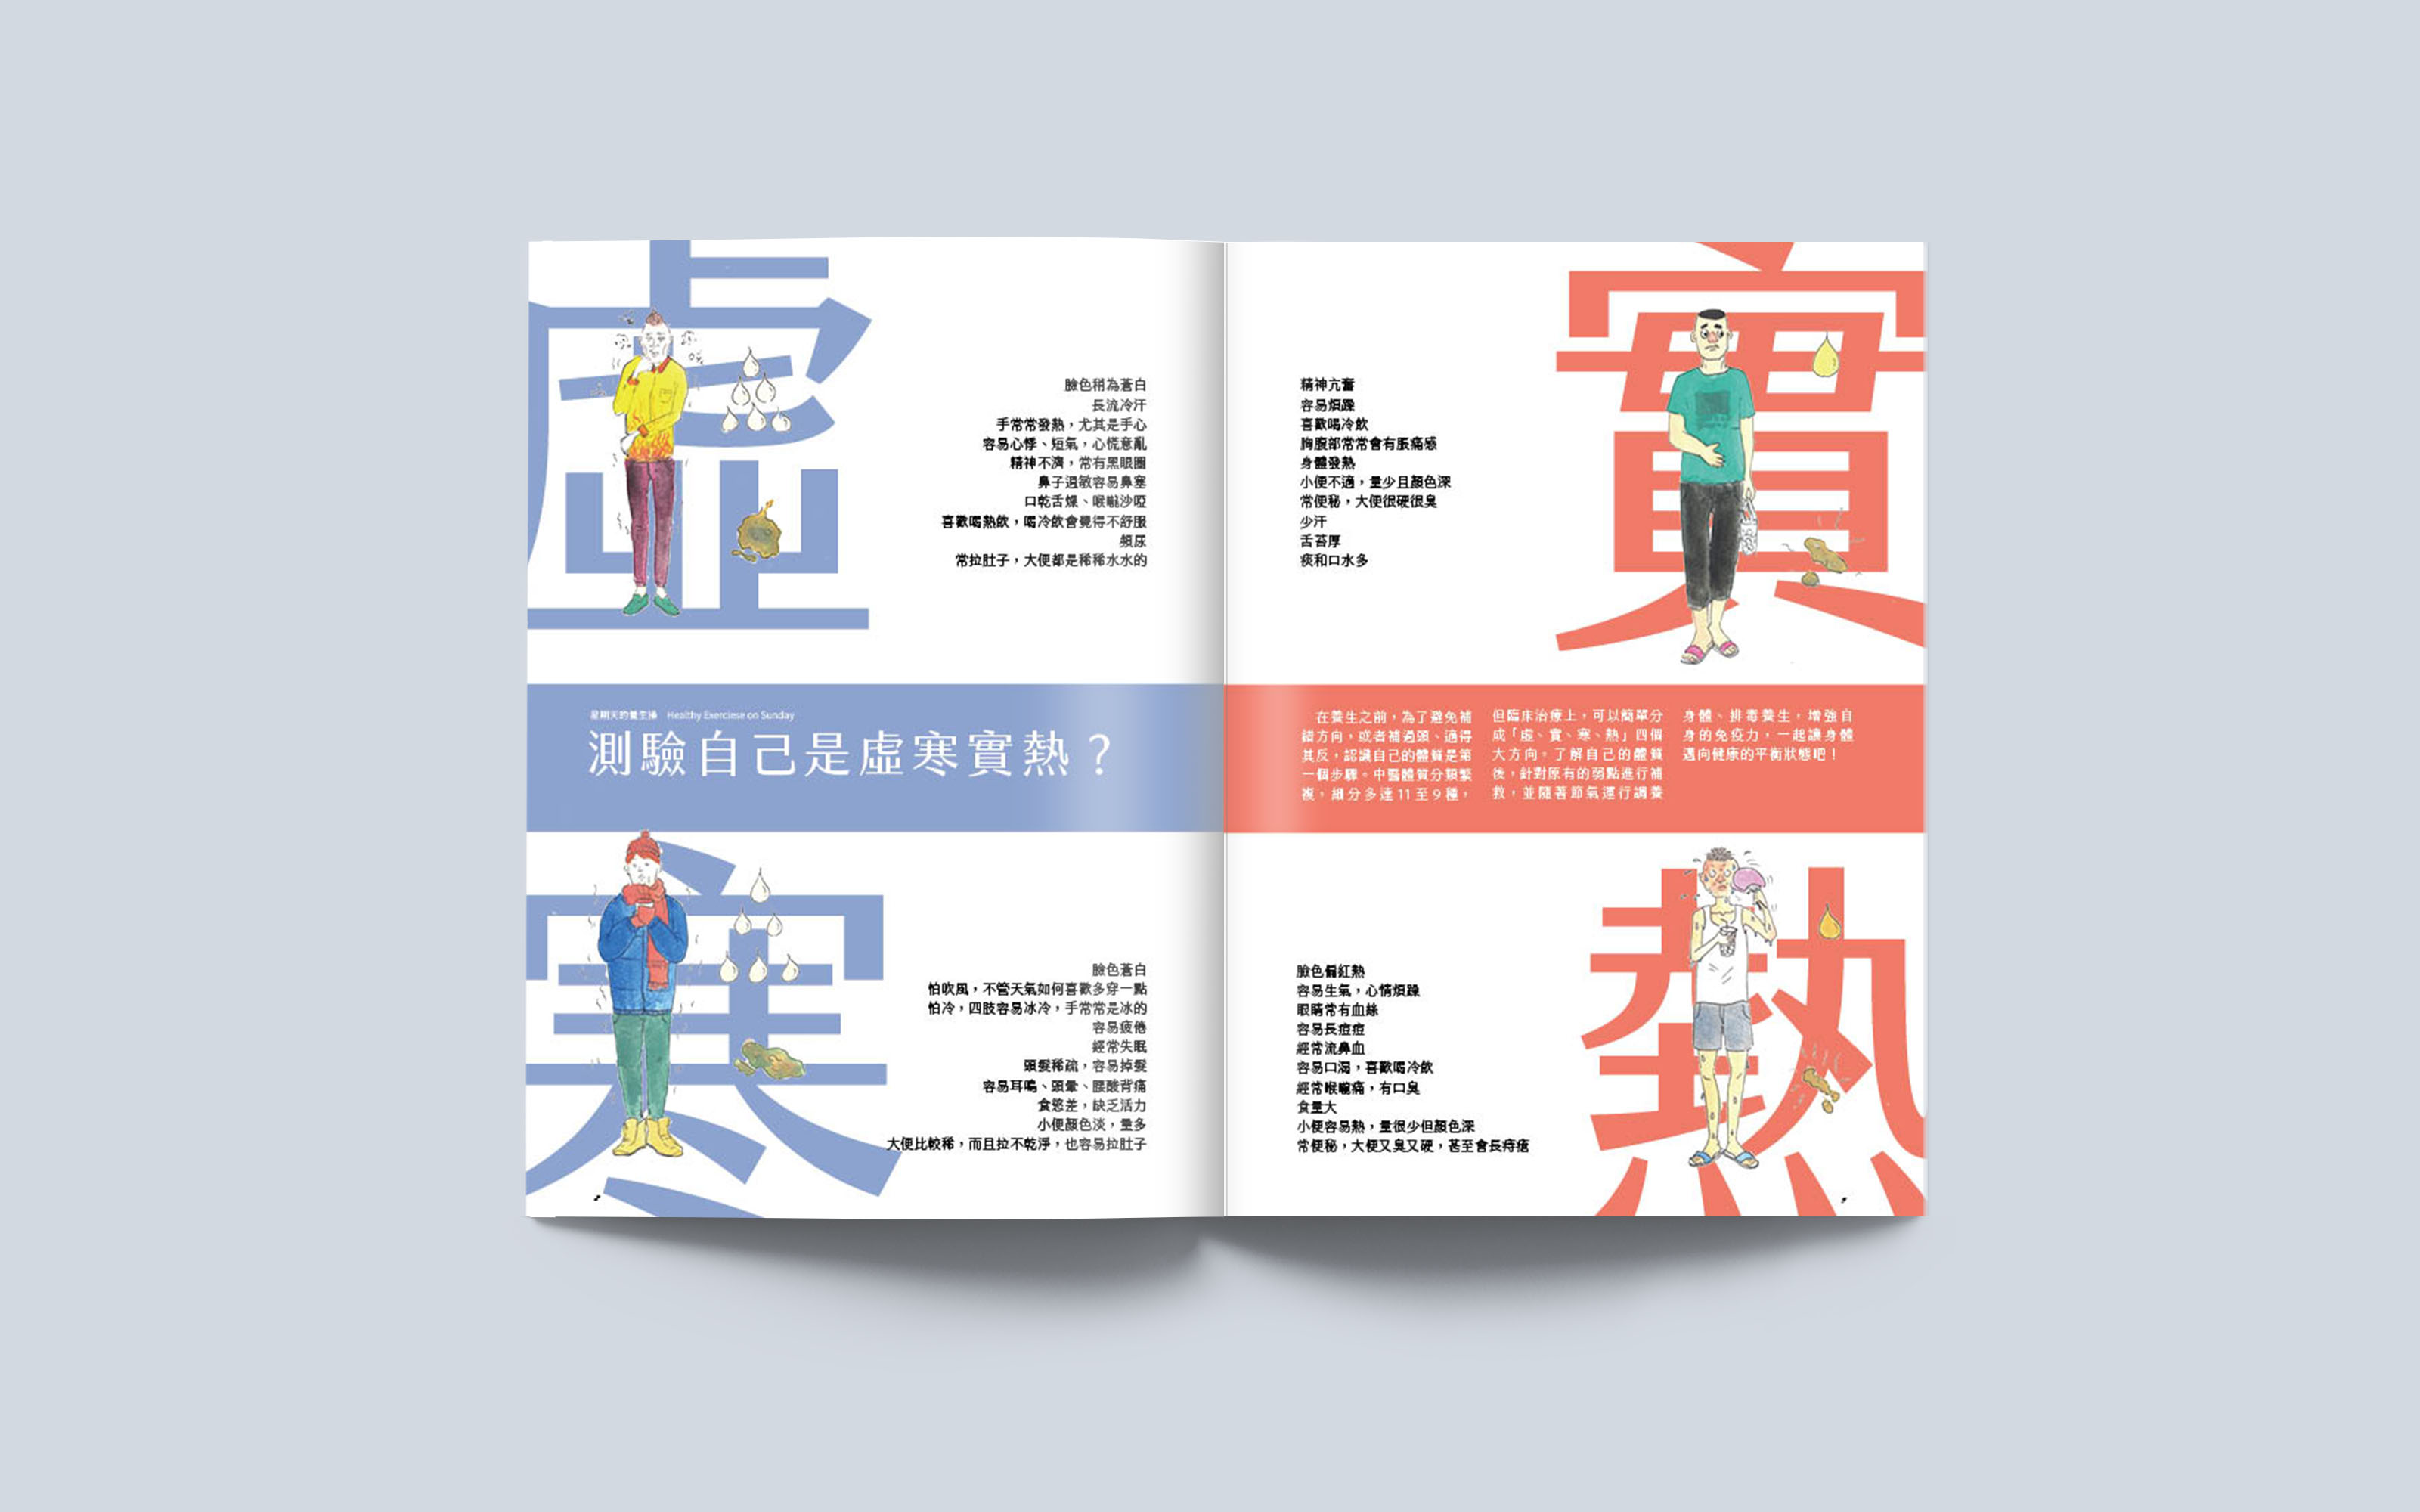 虛
臉色稍為蒼白
長流冷汗
手常常發熱，尤其是手心
容易心悸、短氣，心慌意亂
精神不濟，常有黑眼圈
鼻子過敏容易鼻塞
口乾舌燥、喉嚨沙啞
喜歡喝熱飲，喝冷飲會覺得不舒服
頻尿
常拉肚子，大便都是稀稀水水的
星期天的養生操 Healthy Exerciese on Sunday
測驗自己是虛寒實熱？
寒
臉色蒼白
怕吹風，不管天氣如何喜歡多穿一點
怕冷，四肢容易冰冷，手常常是冰的
容易疲倦
經常失眠
頭髮稀疏，容易掉髮
容易耳鳴、頭暈、腰酸背痛
食慾差，缺乏活力
小便顏色淡，量多
大便比較稀，而且拉不乾淨，也容易拉肚子
實
精神亢奮
容易煩躁
喜歡喝冷飲
胸腹部常常會有脹痛感
身體發熱
小便不適，量少且顏色深
常便秘，大便很硬很臭
少汗
舌苔厚
痰和口水多
在養生之前，為了避免補
錯方向，或者補過頭、適得
其反，認識自己的體質是第
一個步驟。中醫體質分類繁
複，細分多達 11 至 9 種，
但臨床治療上，可以簡單分
成「虛、實、寒、熱」四個
大方向。了解自己的體質
後，針對原有的弱點進行補
救，並隨著節氣運行調養
身體、排毒養生，增強自
身的免疫力，一起讓身體
邁向健康的平衡狀態吧！
熱
臉色偏紅熱
容易生氣，心情煩躁
眼睛常有血絲
容易長痘痘
經常流鼻血
容易口渴，喜歡喝冷飲
經常喉嚨痛，有口臭
食量大
小便容易熱，量很少但顏色深
常便秘，大便又臭又硬，甚至會長痔瘡